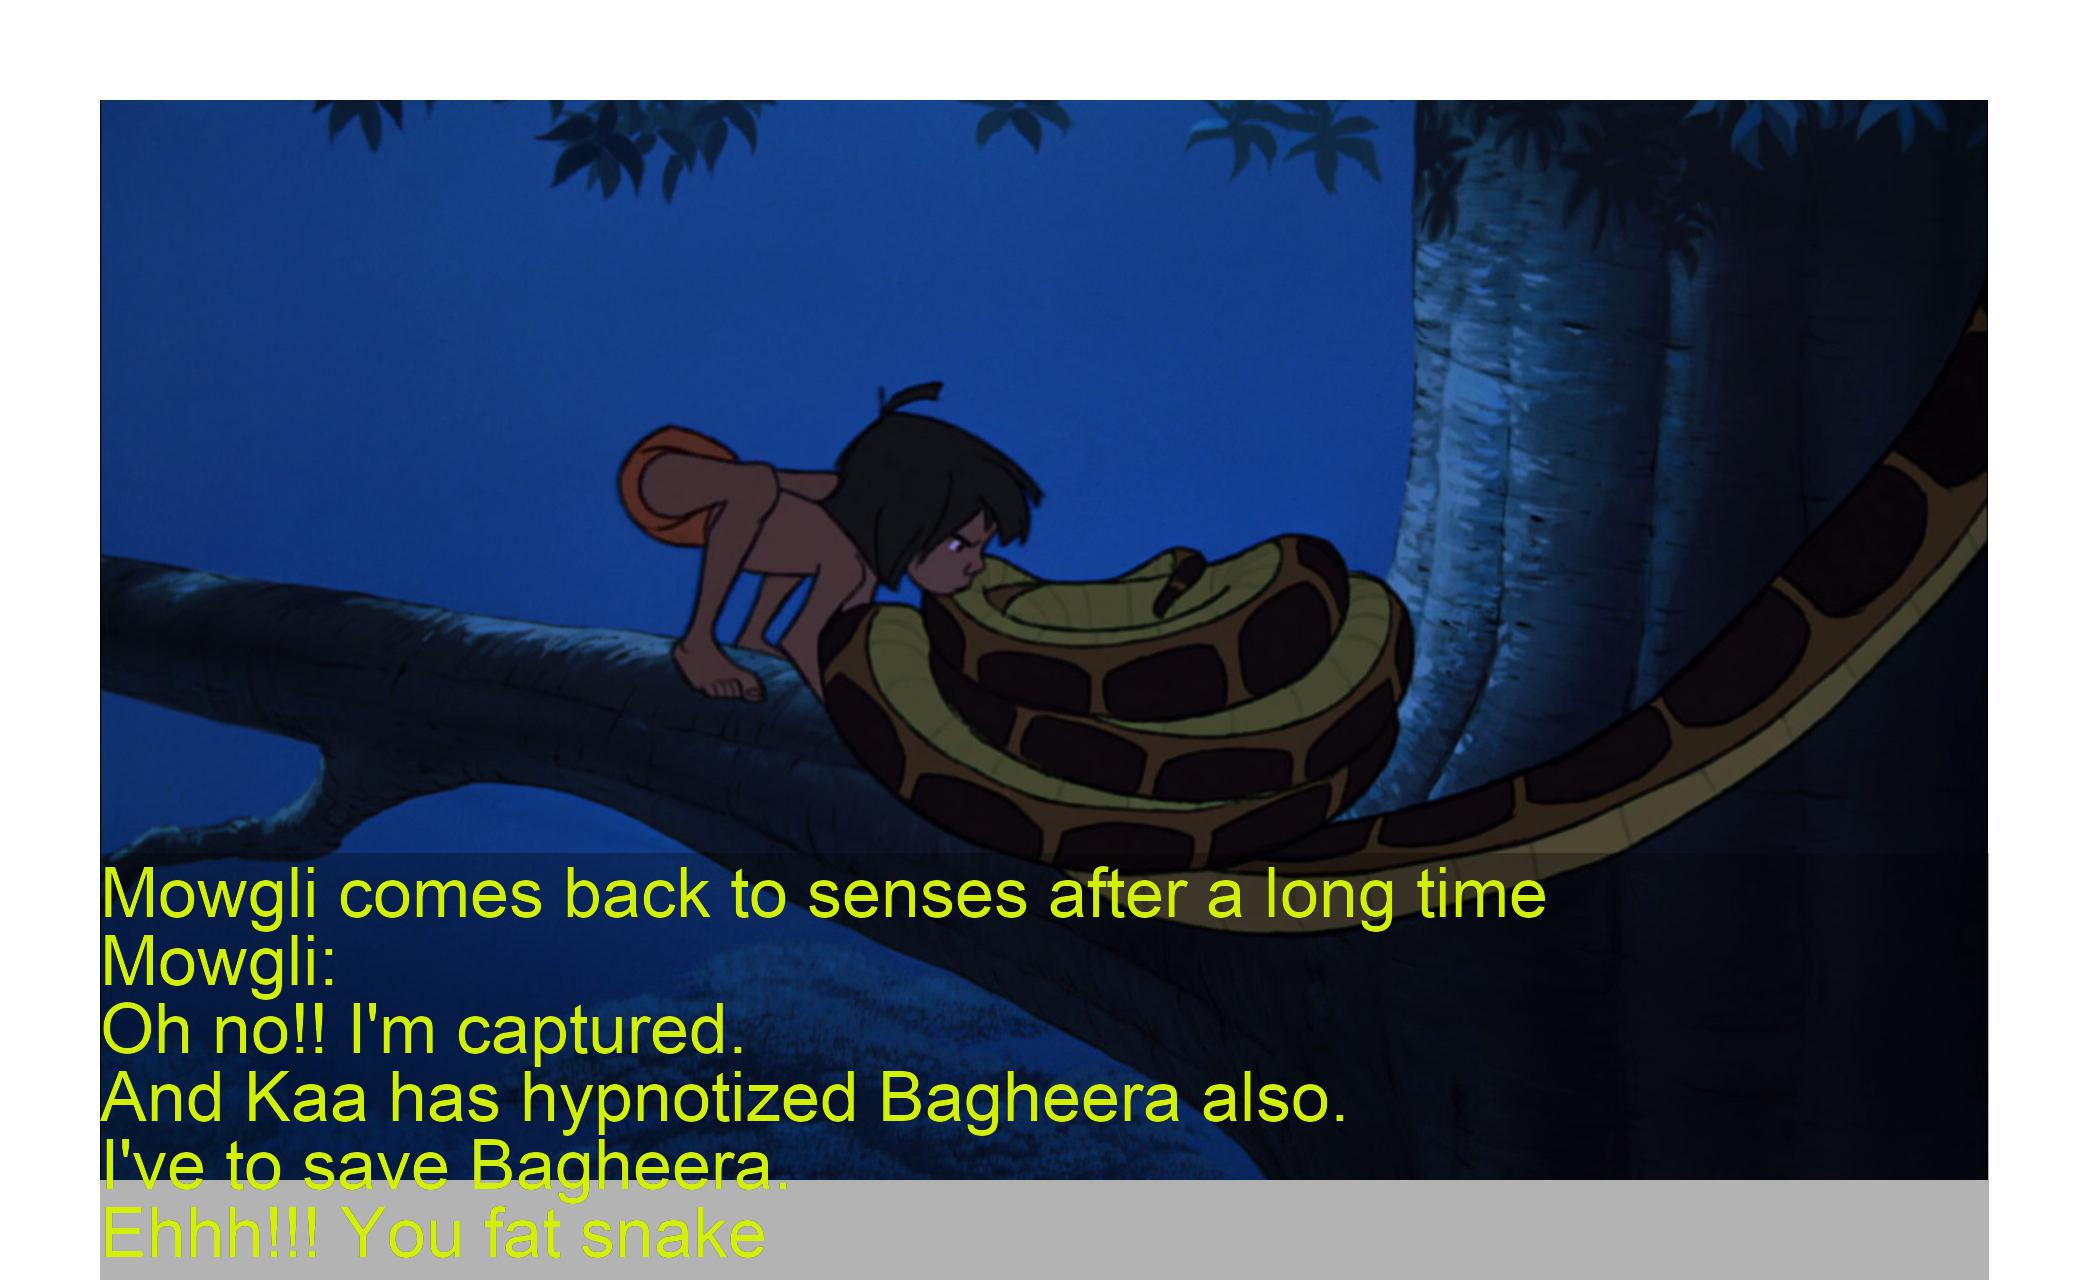 Mowgli comes back to senses after a long time
Mowgli:
Oh no!! I'm captured.
And Kaa has hypnotized Bagheera also.
I've to save Bagheera.
Ehhh!!! You fat snake